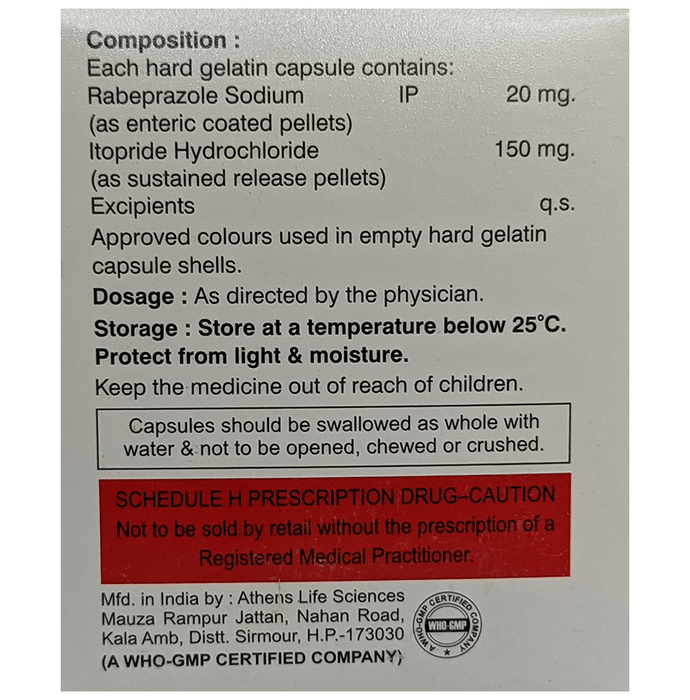 Composition :
Each hard gelatin capsule contains:
Rabeprazole Sodium IP 20 mg.
(as enteric coated pellets)
Itopride Hydrochloride 150 mg.
(as sustained release pellets)
Excipients q.s.
Approved colours used in empty hard gelatin
capsule shells.
Dosage : As directed by the physician.
Storage : Store at a temperature below 25°C.
Protect from light & moisture.
Keep the medicine out of reach of children.
Capsules should be swallowed as whole with
water & not to be opened, chewed or crushed.
SCHEDULE H PRESCRIPTION DRUG–CAUTION
Not to be sold by retail without the prescription of a
Registered Medical Practitioner.
Mfd. in India by : Athens Life Sciences
Mauza Rampur Jattan, Nahan Road,
Kala Amb, Distt. Sirmour, H.P.-173030
(A WHO-GMP CERTIFIED COMPANY)
A WHO-GMP CERTIFIED COMPANY
WHO-GMP